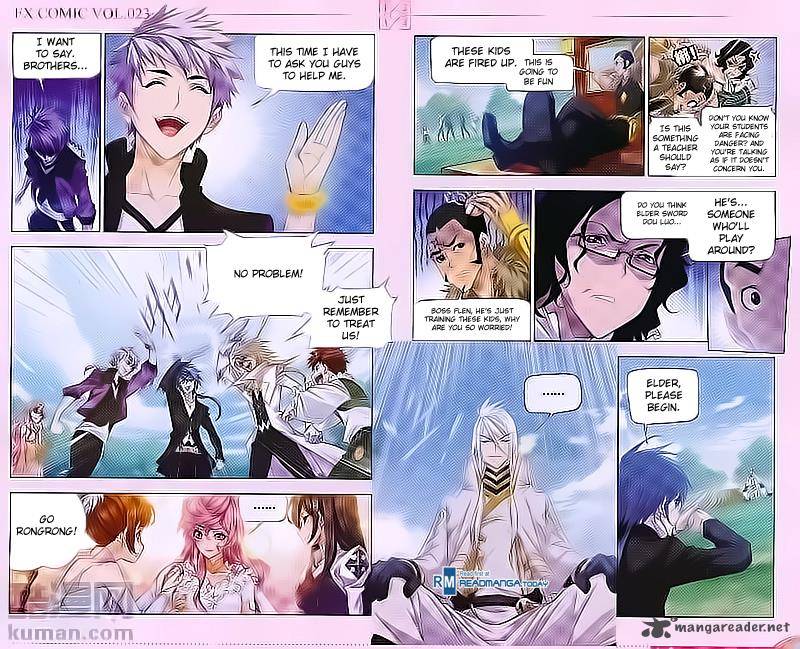 FX COMIC VOL.023
I WANT
TO SAY.
BROTHERS...
THIS TIME I HAVE
TO ASK YOU GUYS
TO HELP ME.
NO PROBLEM!
JUST
REMEMBER
TO TREAT
US!
GO
RONGRONG!
......
THESE KIDS
ARE FIRED UP.
THIS IS
GOING TO
BE FUN
IS THIS
SOMETHING
A TEACHER
SHOULD
SAY?
DON'T YOU KNOW
YOUR STUDENTS
ARE FACING
DANGER? AND
YOU'RE TALKING
AS IF IT DOESN'T
CONCERN YOU.
BOSS FLEN, HE'S JUST
TRAINING THESE KIDS, WHY
ARE YOU SO WORRIED!
DO YOU THINK
ELDER SWORD
DOU LUO...
HE'S...
SOMEONE
WHO'LL
PLAY
AROUND?
......
ELDER,
PLEASE
BEGIN.
RM
Read first at
READMANGA.TODAY
kuman.com
mangareader.net